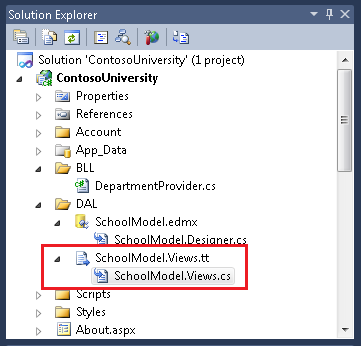 Solution Explorer
Solution 'ContosoUniversity' (1 project)
ContosoUniversity
Properties
References
Account
App_Data
BLL
DepartmentProvider.cs
DAL
SchoolModel.edmx
SchoolModel.Designer.cs
SchoolModel.Views.tt
SchoolModel.Views.cs
Scripts
Styles
About.aspx